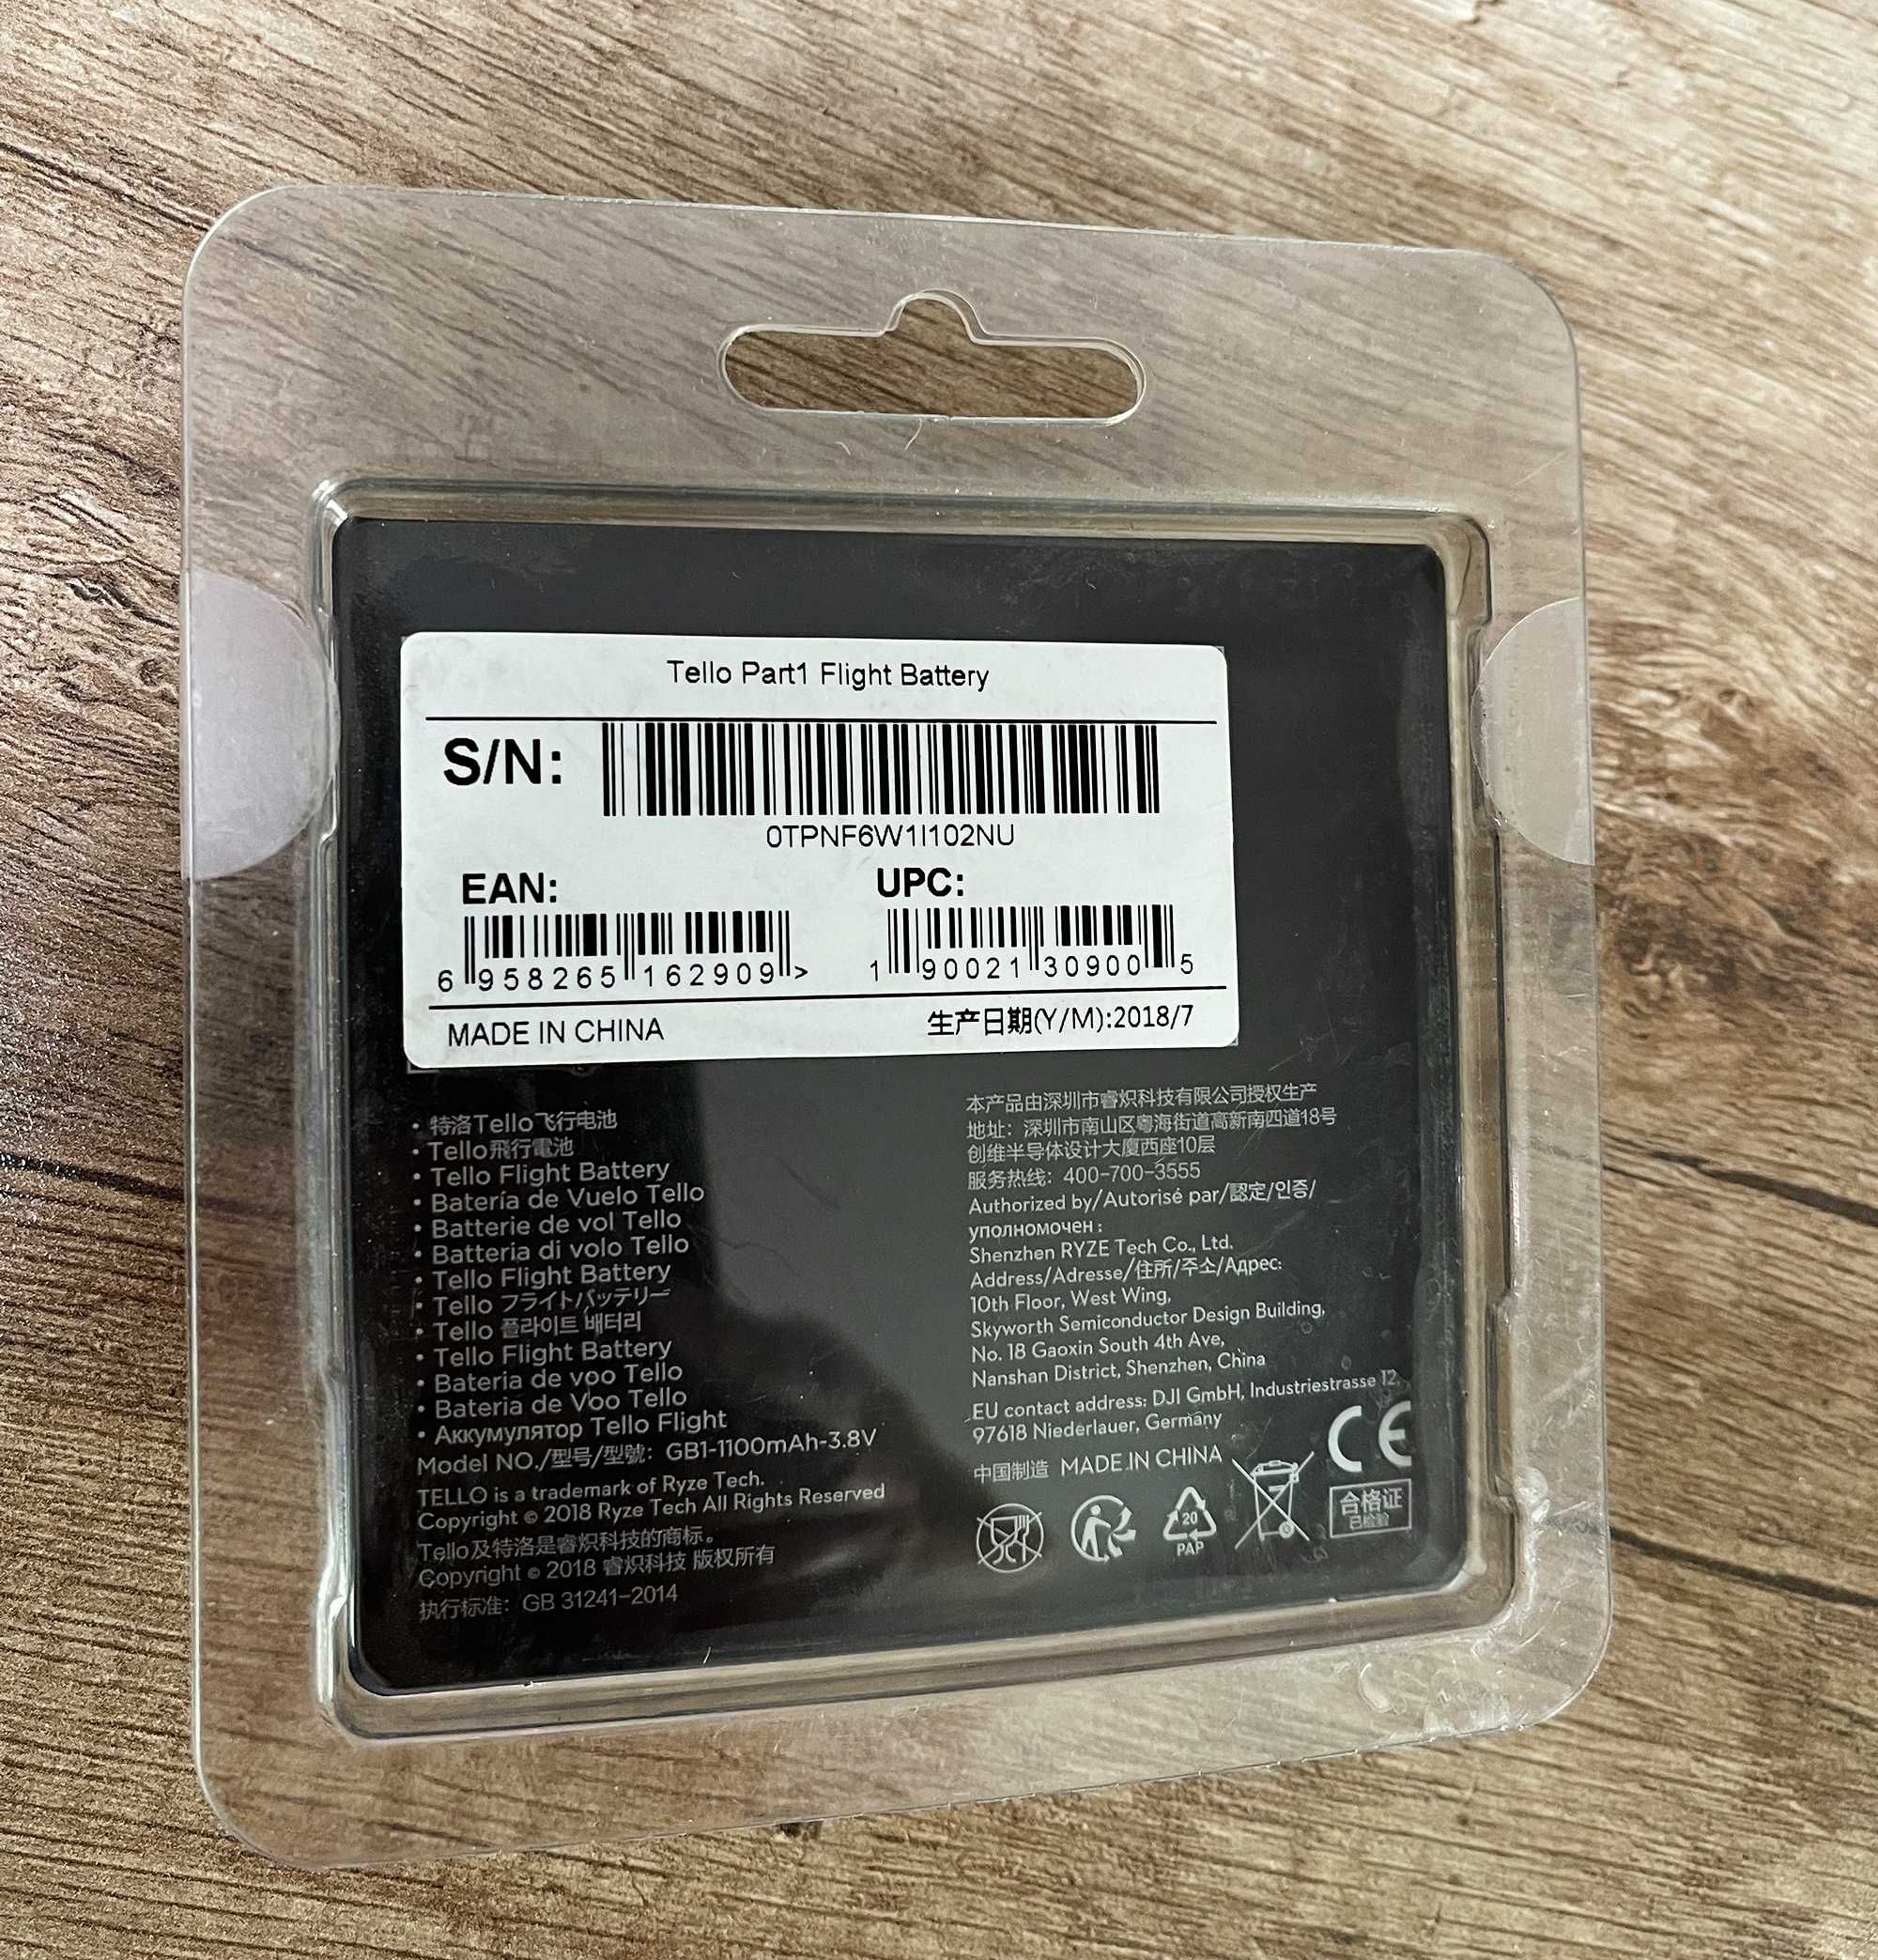 Tello Part1 Flight Battery
S/N:
0TPNF6W1I102NU
EAN:
UPC:
6 958265 162909 >
1 90021 30900 5
MADE IN CHINA
生产日期(Y/M):2018/7
• 特洛Tello飞行电池
• Tello飛行電池
• Tello Flight Battery
• Batería de Vuelo Tello
• Batterie de vol Tello
• Batteria di volo Tello
• Tello Flight Battery
• Tello フライトバッテリー
• Tello 플라이트 배터리
• Tello Flight Battery
• Bateria de voo Tello
• Bateria de Voo Tello
• Аккумулятор Tello Flight
Model NO./型号/型號: GB1-1100mAh-3.8V
TELLO is a trademark of Ryze Tech.
Copyright © 2018 Ryze Tech All Rights Reserved
Tello及特洛是睿炽科技的商标。
Copyright © 2018 睿炽科技 版权所有
执行标准: GB 31241-2014
本产品由深圳市睿炽科技有限公司授权生产
地址: 深圳市南山区粤海街道高新南四道18号
创维半导体设计大厦西座10层
服务热线: 400-700-3555
Authorized by/Autorisé par/認定/인증/
уполномочен :
Shenzhen RYZE Tech Co., Ltd.
Address/Adresse/住所/주소/Адрес:
10th Floor, West Wing,
Skyworth Semiconductor Design Building,
No. 18 Gaoxin South 4th Ave,
Nanshan District, Shenzhen, China
EU contact address: DJI GmbH, Industriestrasse 12,
97618 Niederlauer, Germany
中国制造 MADE IN CHINA
CE
20
PAP
合格证
已检验